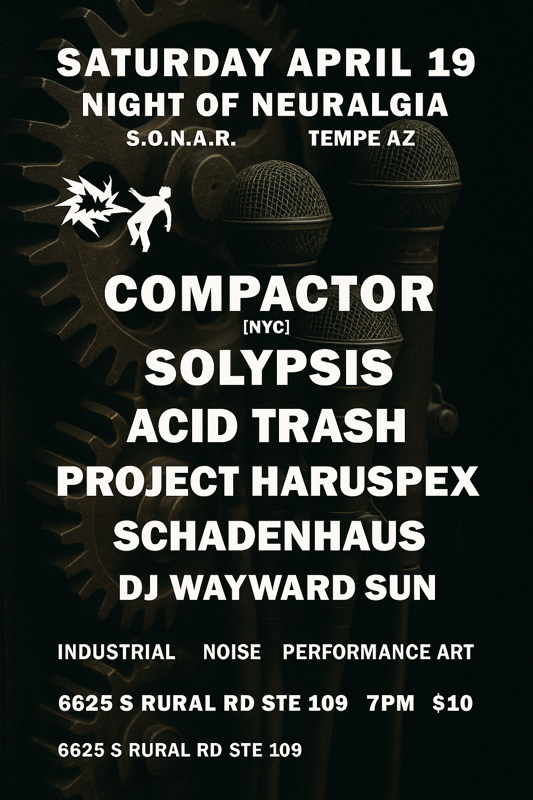 SATURDAY APRIL 19
NIGHT OF NEURALGIA
S.O.N.A.R. TEMPE AZ
COMPACTOR
[NYC]
SOLYPSIS
ACID TRASH
PROJECT HARUSPEX
SCHADENHAUS
DJ WAYWARD SUN
INDUSTRIAL NOISE PERFORMANCE ART
6625 S RURAL RD STE 109 7PM $10
6625 S RURAL RD STE 109